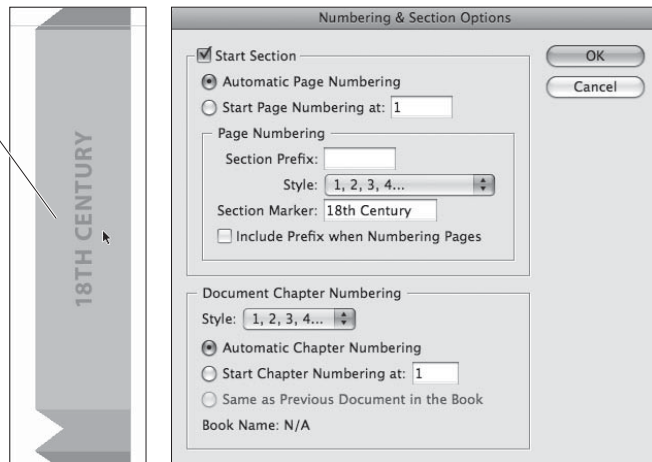 18TH CENTURY
Numbering & Section Options
Start Section
Automatic Page Numbering
Start Page Numbering at: 1
Page Numbering
Section Prefix:
Style: 1, 2, 3, 4...
Section Marker: 18th Century
Include Prefix when Numbering Pages
Document Chapter Numbering
Style: 1, 2, 3, 4...
Automatic Chapter Numbering
Start Chapter Numbering at: 1
Same as Previous Document in the Book
Book Name: N/A
OK
Cancel